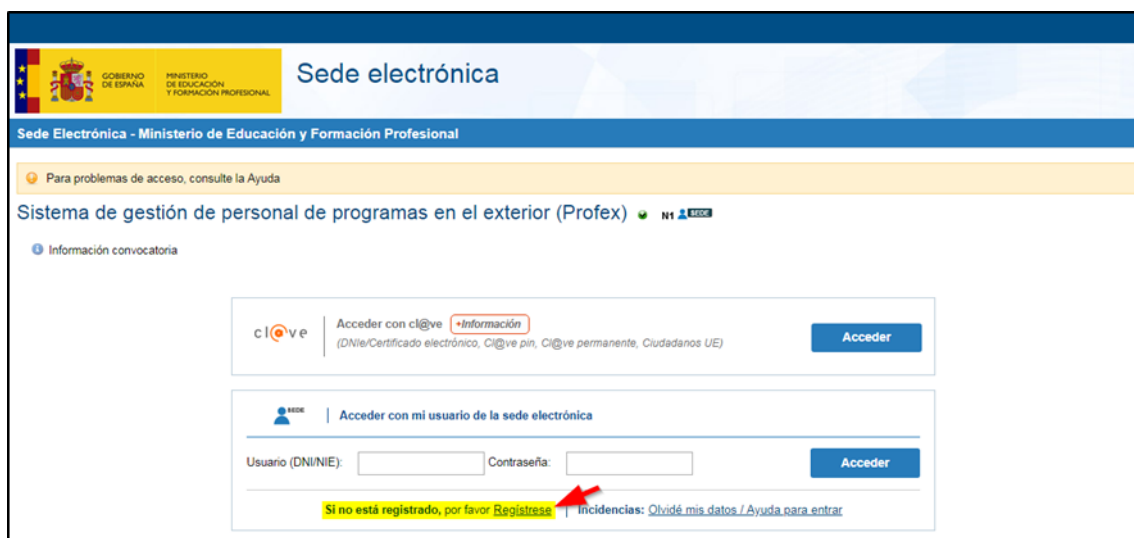 GOBIERNO
DE ESPAÑA
MINISTERIO
DE EDUCACIÓN
Y FORMACIÓN PROFESIONAL
Sede electrónica
Sede Electrónica - Ministerio de Educación y Formación Profesional
Para problemas de acceso, consulte la Ayuda
Sistema de gestión de personal de programas en el exterior (Profex) N1 SEDE
Información convocatoria
cl@ve
Acceder con cl@ve +Información
(DNIe/Certificado electrónico, Cl@ve pin, Cl@ve permanente, Ciudadanos UE)
Acceder
SEDE | Acceder con mi usuario de la sede electrónica
Usuario (DNI/NIE): Contraseña: Acceder
Si no está registrado, por favor Regístrese | Incidencias: Olvidé mis datos / Ayuda para entrar